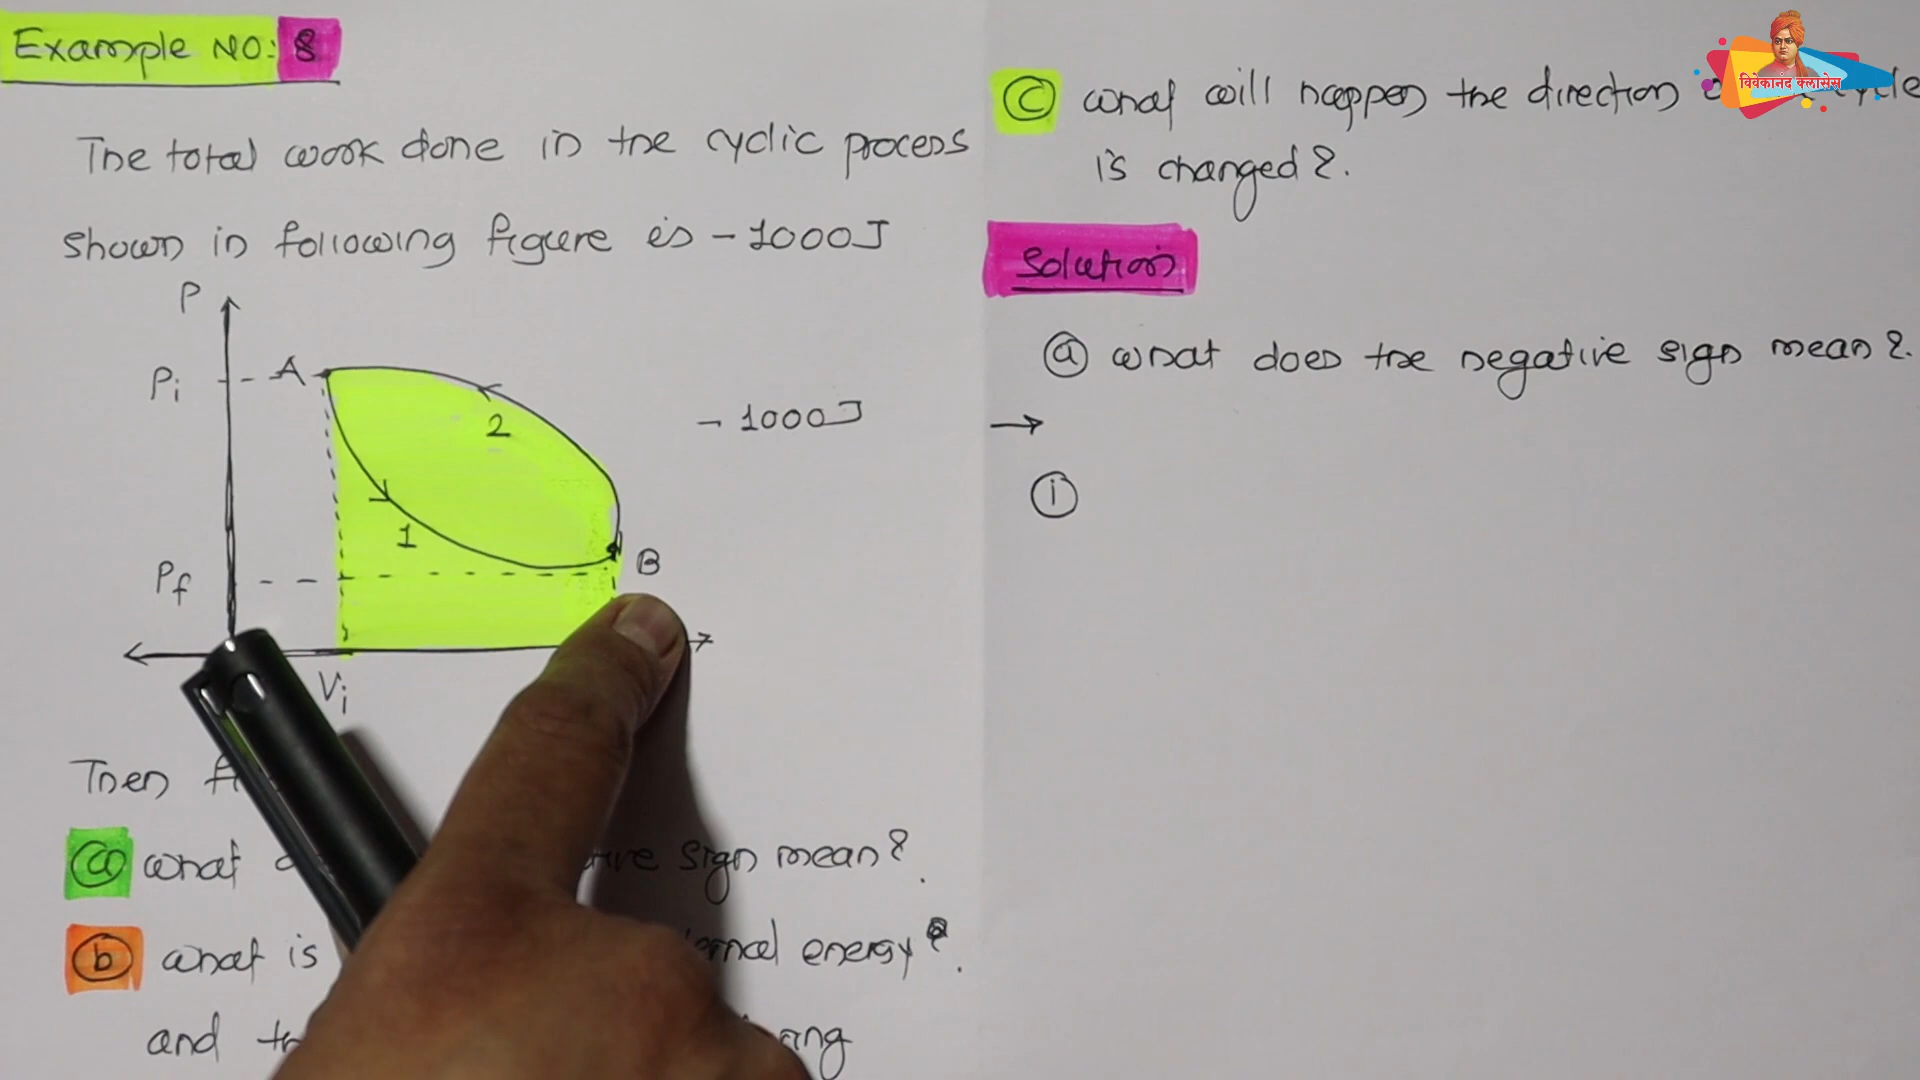 Example NO: 8
The total work done in the cyclic process
shown in following figure is - 1000J
P
Pi
A
2
1
Pf
B
- 1000J
Vi
Then
(a) what sign mean?
(b) what is energy?
and
(c) what will happen the direction
is changed?
Solution
(a) what does the negative sign mean?
→
(i)
विवेकानंद क्लासेस